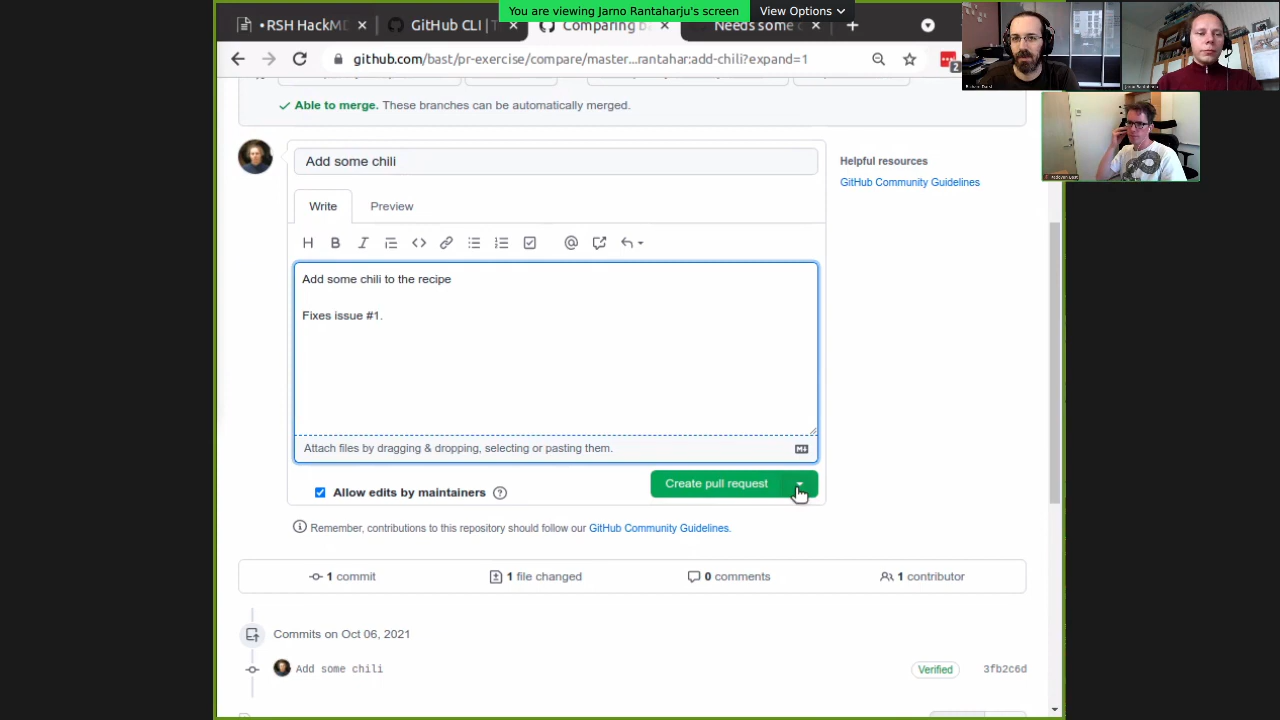 You are viewing Jarno Rantaharju's screen
View Options
•RSH HackM
GitHub CLI | T
Comparing b
Needs some c
github.com/bast/pr-exercise/compare/master...rantahar:add-chili?expand=1
2
Able to merge. These branches can be automatically merged.
Add some chili
Helpful resources
GitHub Community Guidelines
Write
Preview
Add some chili to the recipe
Fixes issue #1.
Attach files by dragging & dropping, selecting or pasting them.
Allow edits by maintainers
Create pull request
Remember, contributions to this repository should follow our GitHub Community Guidelines.
1 commit
1 file changed
0 comments
1 contributor
Commits on Oct 06, 2021
Add some chili
Verified
3fb2c6d